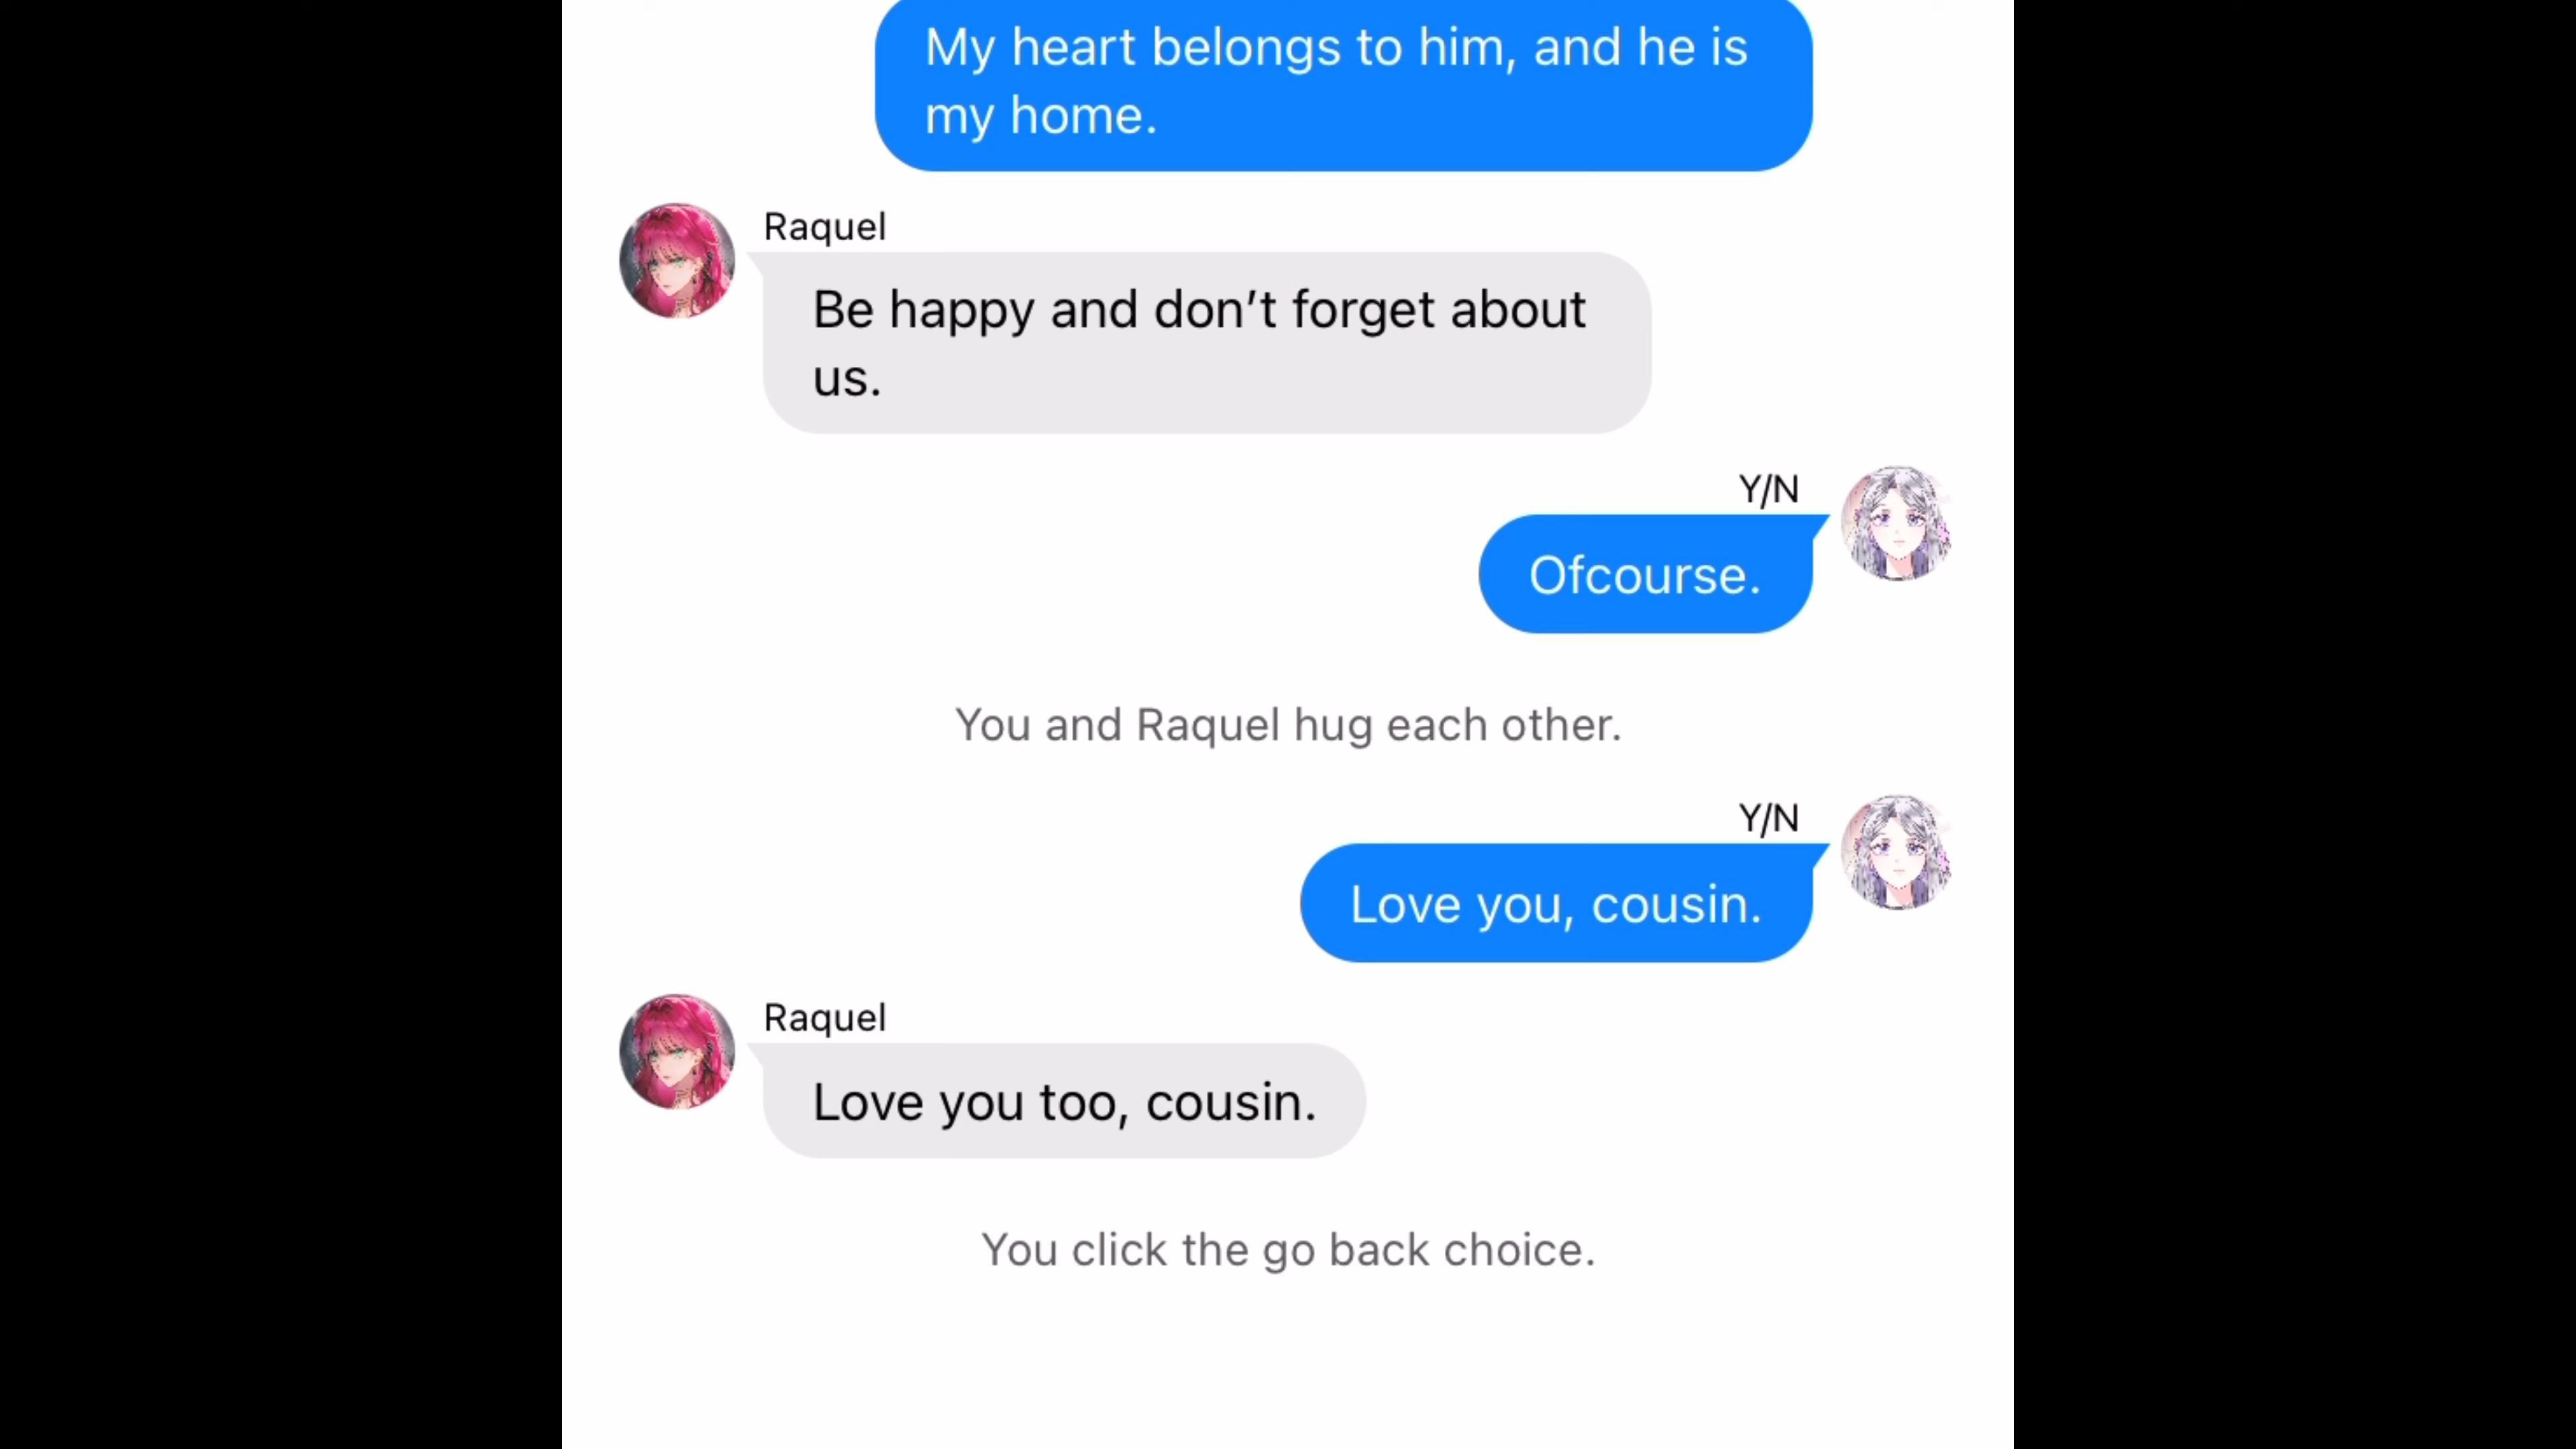 My heart belongs to him, and he is
my home.
Raquel
Be happy and don’t forget about
us.
Y/N
Ofcourse.
You and Raquel hug each other.
Y/N
Love you, cousin.
Raquel
Love you too, cousin.
You click the go back choice.